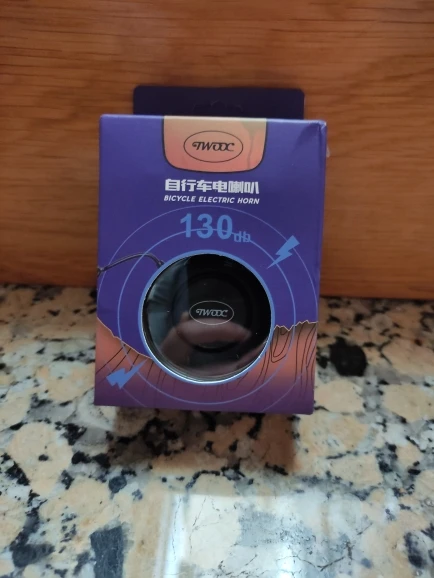 TWOOC
自行车电喇叭
BICYCLE ELECTRIC HORN
130db
TWOOC